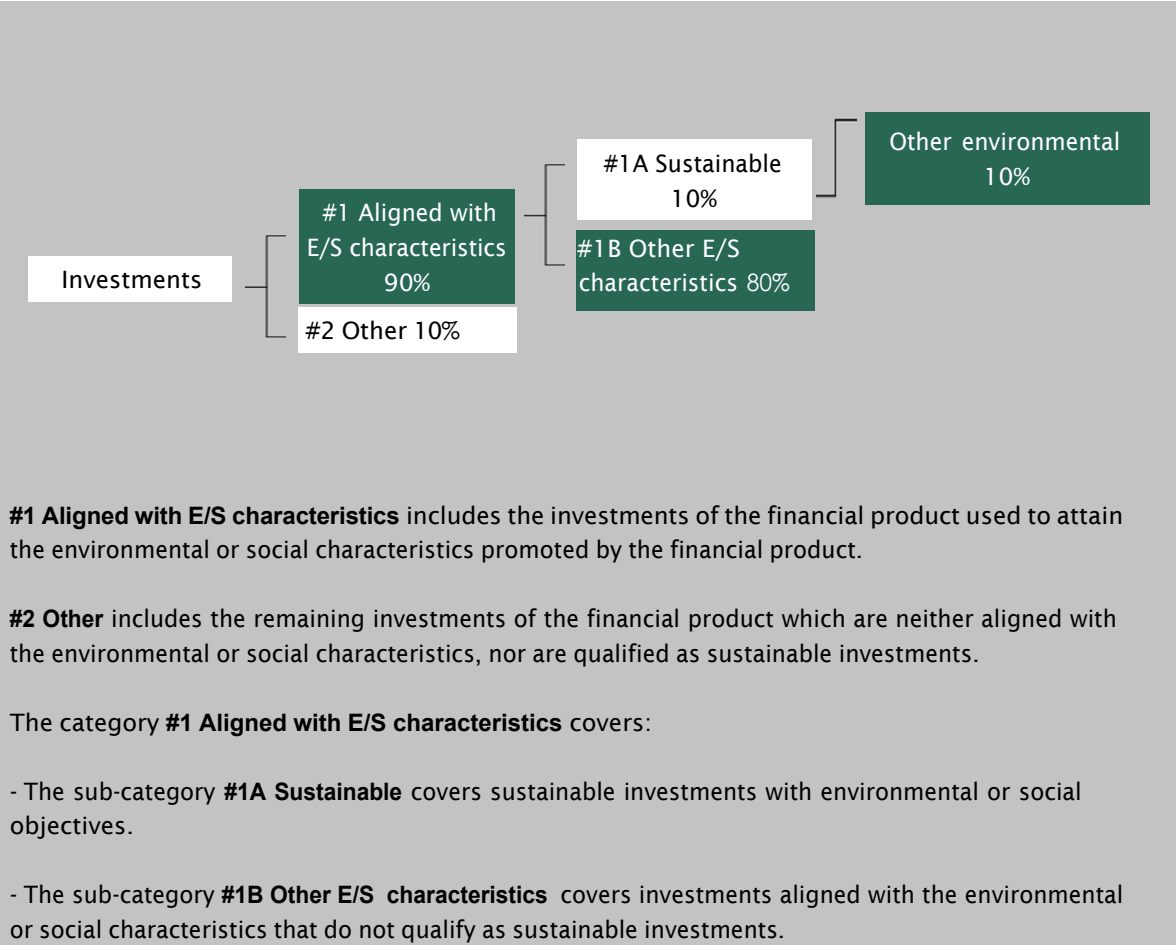 Other environmental
10%
#1A Sustainable
10%
#1 Aligned with
E/S characteristics
90%
#1B Other E/S
characteristics 80%
Investments
#2 Other 10%
#1 Aligned with E/S characteristics includes the investments of the financial product used to attain
the environmental or social characteristics promoted by the financial product.
#2 Other includes the remaining investments of the financial product which are neither aligned with
the environmental or social characteristics, nor are qualified as sustainable investments.
The category #1 Aligned with E/S characteristics covers:
- The sub-category #1A Sustainable covers sustainable investments with environmental or social
objectives.
- The sub-category #1B Other E/S characteristics covers investments aligned with the environmental
or social characteristics that do not qualify as sustainable investments.